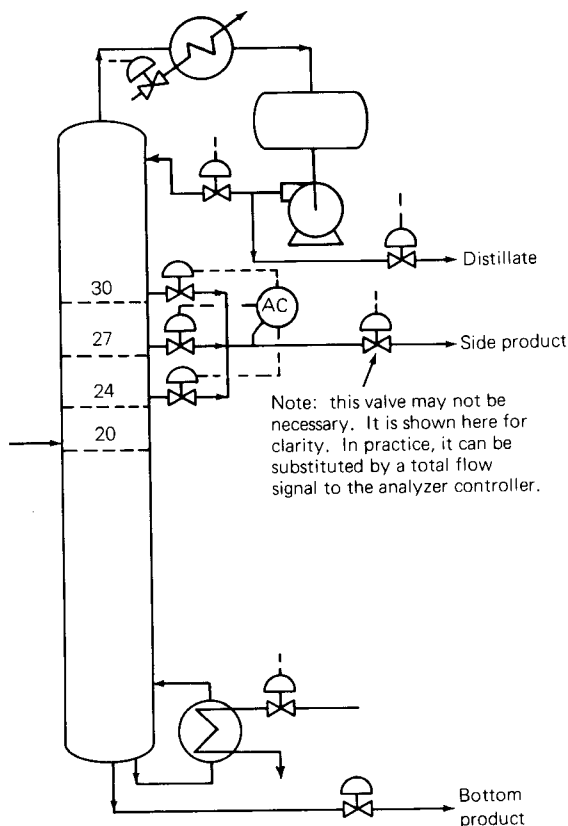 Distillate
30
AC
27
Side product
24
Note: this valve may not be
necessary. It is shown here for
clarity. In practice, it can be
substituted by a total flow
signal to the analyzer controller.
20
Bottom
product